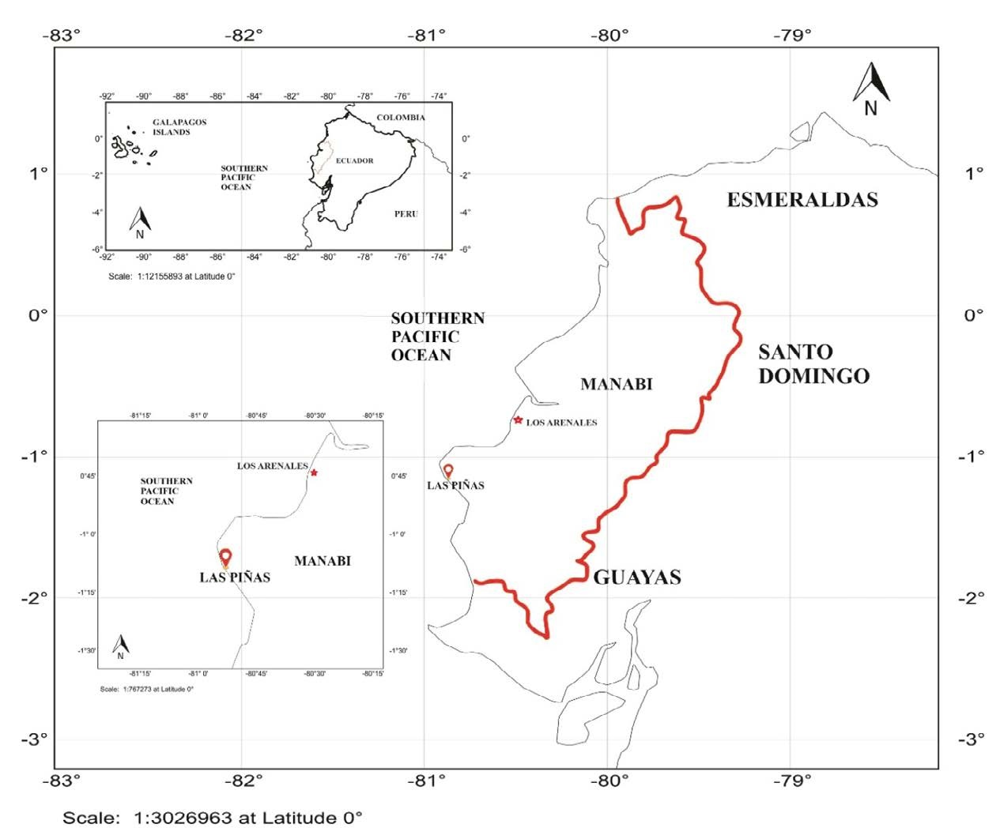 -83° -82° -81° -80° -79°
N
-92° -90° -88° -86° -84° -82° -80° -78° -76° -74°
GALAPAGOS
ISLANDS
COLOMBIA
0° 0°
ECUADOR
SOUTHERN
PACIFIC
OCEAN
-2° -2°
PERU
-4° -4°
N
-6° -6°
-92° -90° -88° -86° -84° -82° -80° -78° -76° -74°
Scale: 1:12155893 at Latitude 0°
1° 1°
ESMERALDAS
0° 0°
SOUTHERN
PACIFIC
OCEAN
SANTO
DOMINGO
MANABI
LOS ARENALES
-1° -1°
LAS PIÑAS
GUAYAS
-2° -2°
-3° -3°
-81°15' -81° 0' -80°45' -80°30' -80°15'
LOS ARENALES
0°45' 0°45'
SOUTHERN
PACIFIC
OCEAN
-1° 0' -1° 0'
MANABI
LAS PIÑAS
-1°15' -1°15'
N
-1°30' -1°30'
-81°15' -81° 0' -80°45' -80°30' -80°15'
Scale: 1:767273 at Latitude 0°
-83° -82° -81° -80° -79°
Scale: 1:3026963 at Latitude 0°